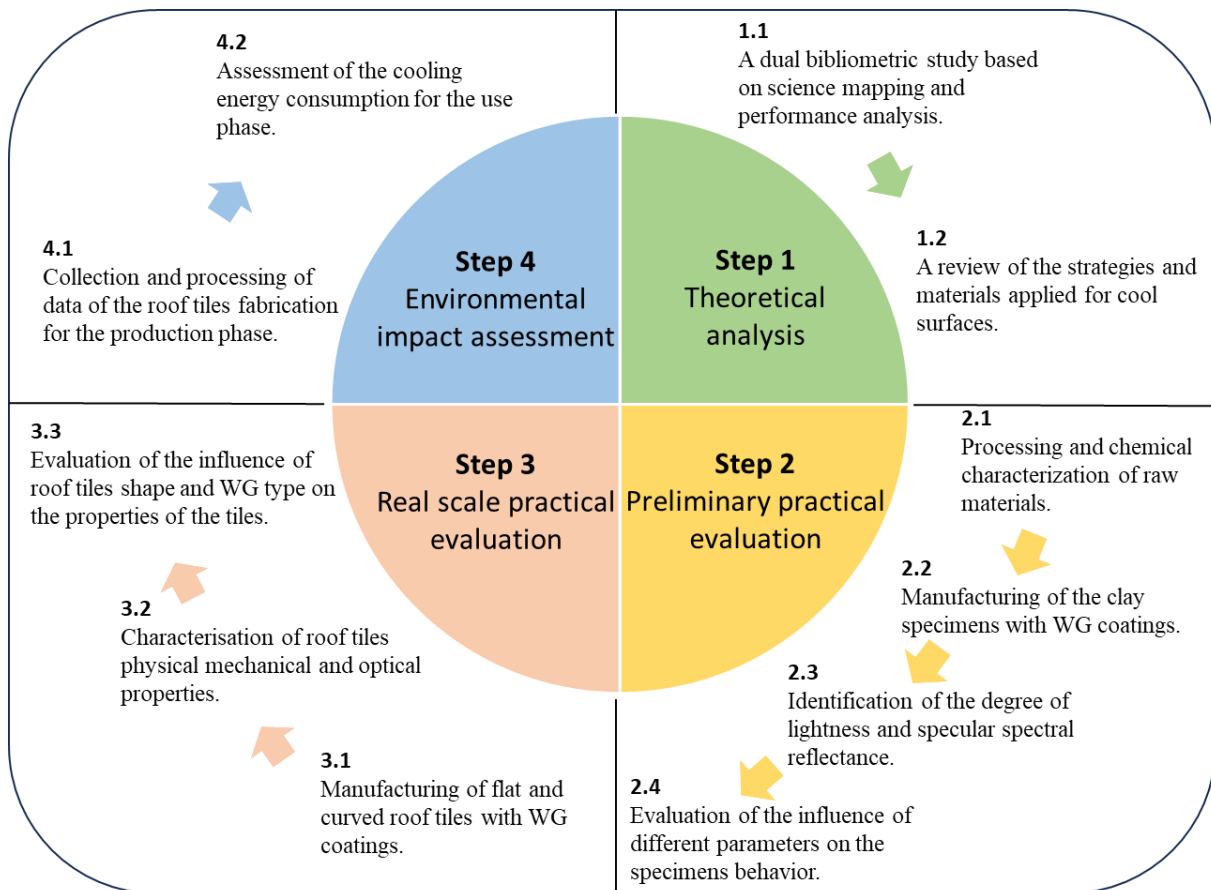 1.1
A dual bibliometric study based
on science mapping and
performance analysis.
1.2
A review of the strategies and
materials applied for cool
surfaces.
Step 1
Theoretical
analysis
2.1
Processing and chemical
characterization of raw
materials.
2.2
Manufacturing of the clay
specimens with WG coatings.
2.3
Identification of the degree of
lightness and specular spectral
reflectance.
2.4
Evaluation of the influence of
different parameters on the
specimens behavior.
Step 2
Preliminary practical
evaluation
3.1
Manufacturing of flat and
curved roof tiles with WG
coatings.
3.2
Characterisation of roof tiles
physical mechanical and optical
properties.
3.3
Evaluation of the influence of
roof tiles shape and WG type on
the properties of the tiles.
Step 3
Real scale practical
evaluation
4.1
Collection and processing of
data of the roof tiles fabrication
for the production phase.
4.2
Assessment of the cooling
energy consumption for the use
phase.
Step 4
Environmental
impact assessment